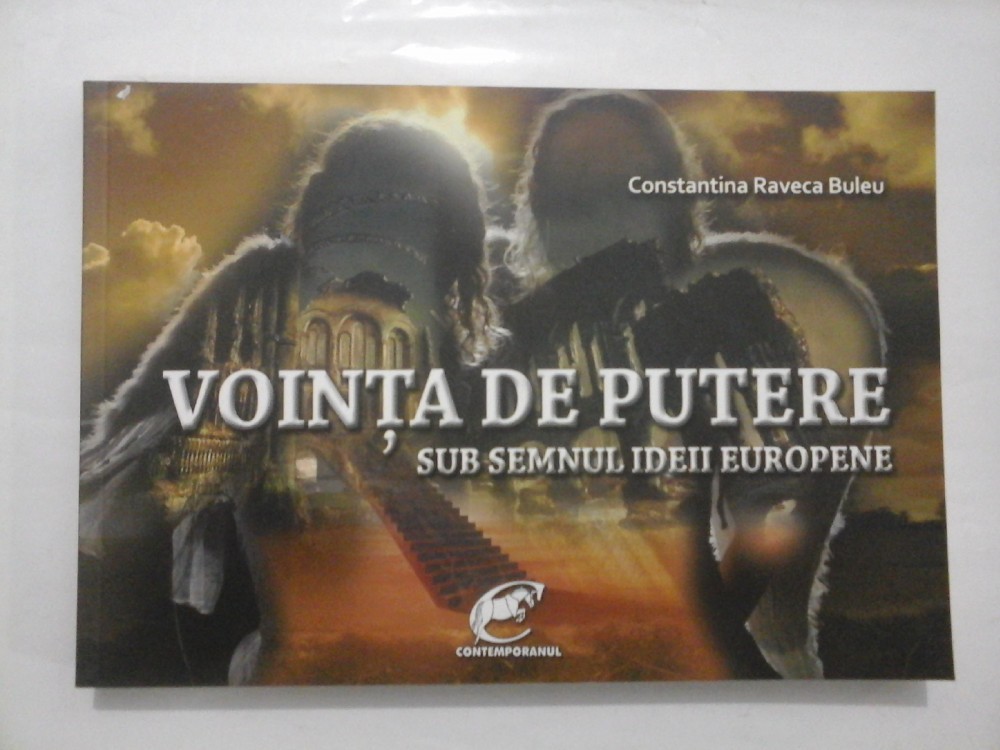 Constantina Raveca Buleu
VOINȚA DE PUTERE
SUB SEMNUL IDEII EUROPENE
CONTEMPORANUL